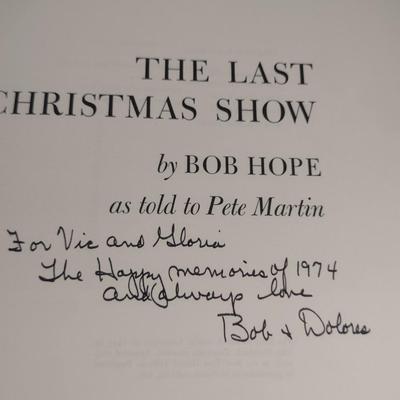 THE LAST
CHRISTMAS SHOW
by BOB HOPE
as told to Pete Martin
For Vic and Gloria
The Happy memories of 1974
and always love
Bob & Dolores